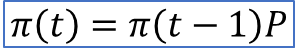 π(t) = π(t − 1)P